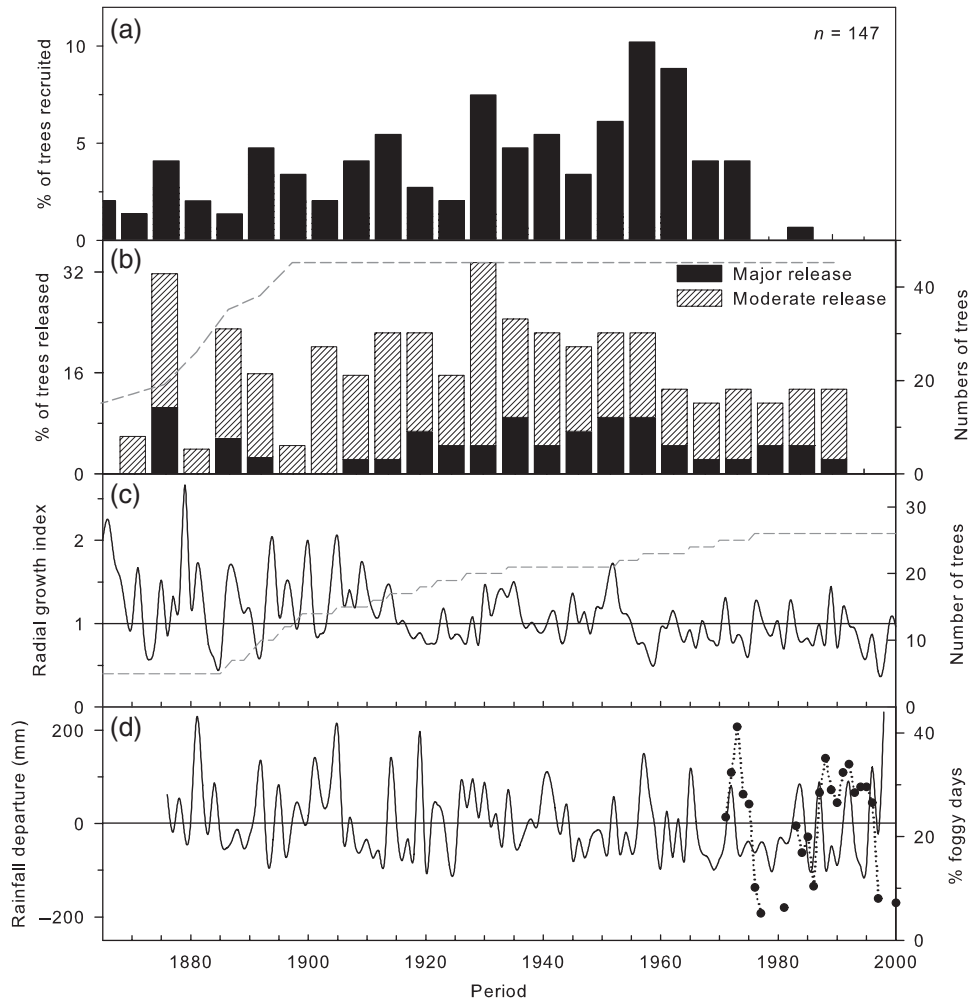 (a)
n = 147
% of trees recruited
10
5
0
(b)
Major release
Moderate release
% of trees released
32
16
0
Numbers of trees
40
20
0
(c)
Radial growth index
2
1
0
Number of trees
30
20
10
0
(d)
Rainfall departure (mm)
200
0
−200
% foggy days
40
20
0
1880 1900 1920 1940 1960 1980 2000
Period